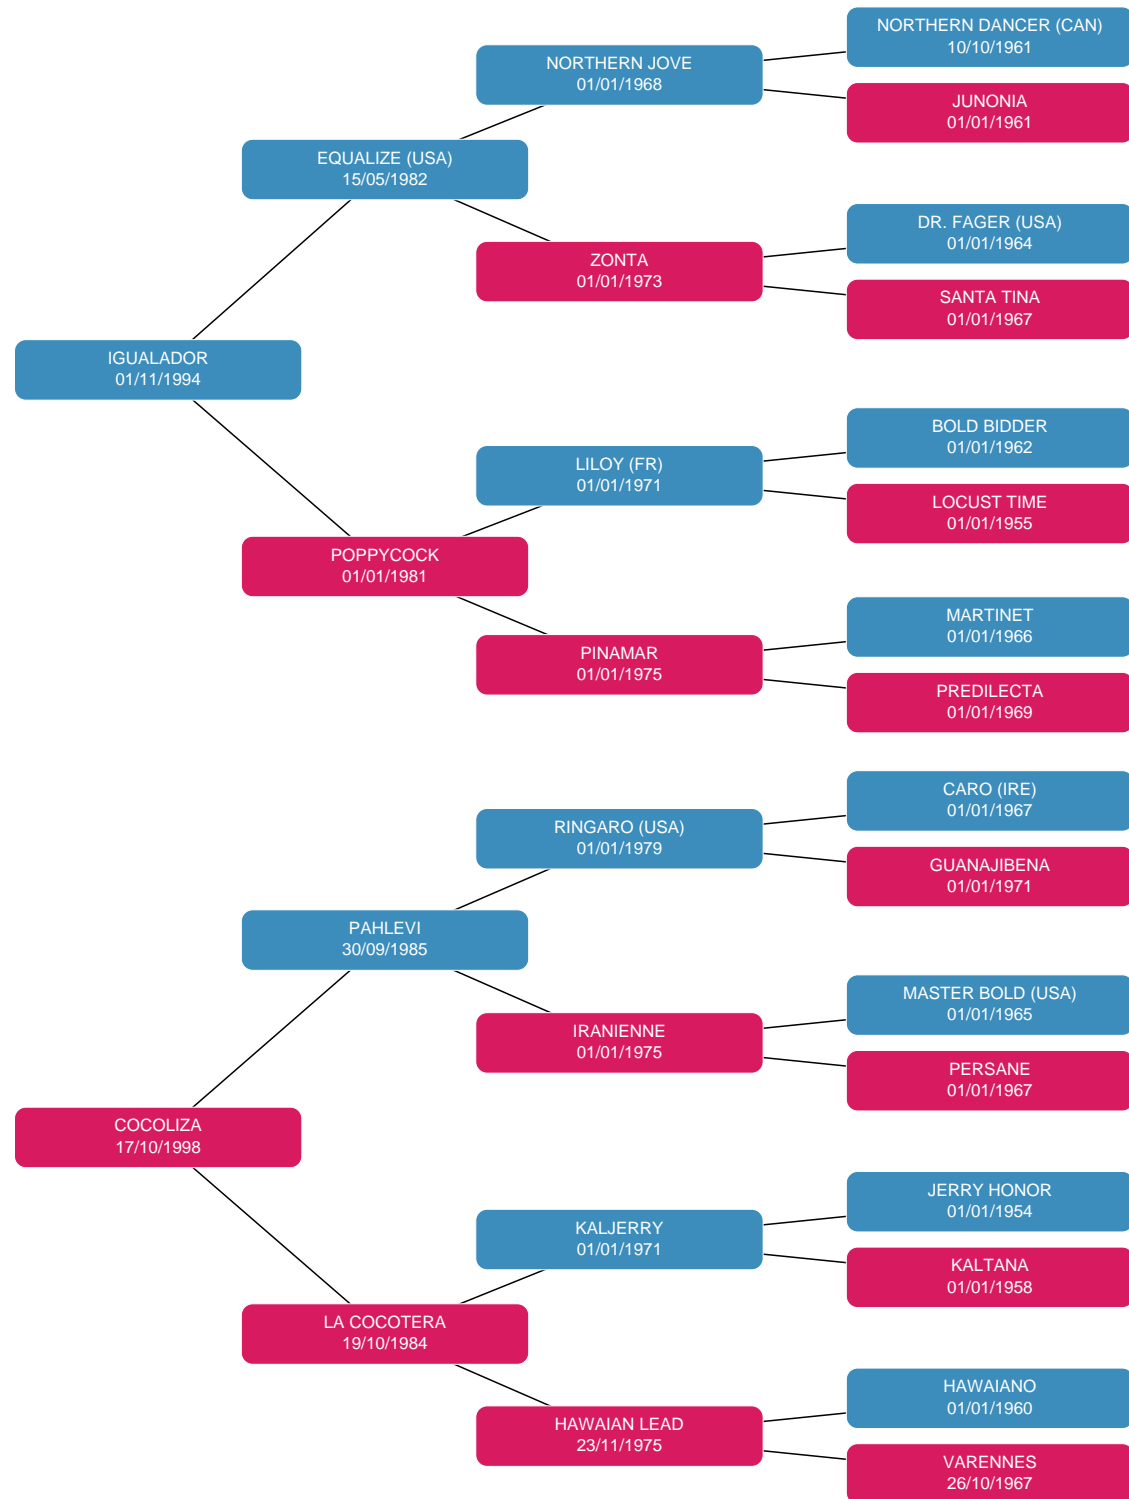 NORTHERN DANCER (CAN)
10/10/1961
NORTHERN JOVE
01/01/1968
JUNONIA
01/01/1961
EQUALIZE (USA)
15/05/1982
DR. FAGER (USA)
01/01/1964
ZONTA
01/01/1973
SANTA TINA
01/01/1967
IGUALADOR
01/11/1994
BOLD BIDDER
01/01/1962
LILOY (FR)
01/01/1971
LOCUST TIME
01/01/1955
POPPYCOCK
01/01/1981
MARTINET
01/01/1966
PINAMAR
01/01/1975
PREDILECTA
01/01/1969
CARO (IRE)
01/01/1967
RINGARO (USA)
01/01/1979
GUANAJIBENA
01/01/1971
PAHLEVI
30/09/1985
MASTER BOLD (USA)
01/01/1965
IRANIENNE
01/01/1975
PERSANE
01/01/1967
COCOLIZA
17/10/1998
JERRY HONOR
01/01/1954
KALJERRY
01/01/1971
KALTANA
01/01/1958
LA COCOTERA
19/10/1984
HAWAIANO
01/01/1960
HAWAIAN LEAD
23/11/1975
VARENNES
26/10/1967